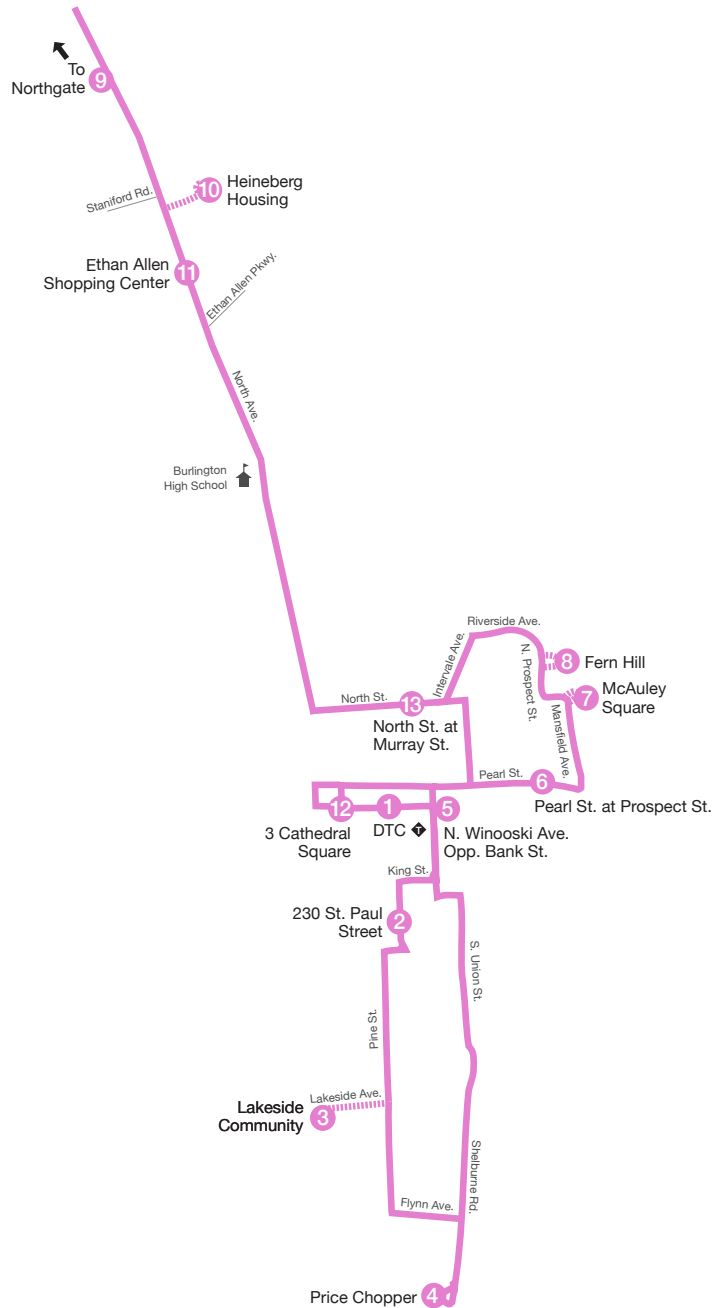 To
Northgate
9
Staniford Rd.
10
Heineberg
Housing
Ethan Allen
Shopping Center
11
Ethan Allen Pkwy.
North Ave.
Burlington
High School
Riverside Ave.
Intervale Ave.
N. Prospect St.
8
Fern Hill
7
McAuley
Square
Mansfield Ave.
North St.
13
North St. at
Murray St.
Pearl St.
6
Pearl St. at Prospect St.
12
3 Cathedral
Square
1
DTC
T
5
N. Winooski Ave.
Opp. Bank St.
King St.
230 St. Paul
Street
2
S. Union St.
Pine St.
Lakeside Ave.
Lakeside
Community
3
Shelburne Rd.
Flynn Ave.
Price Chopper
4